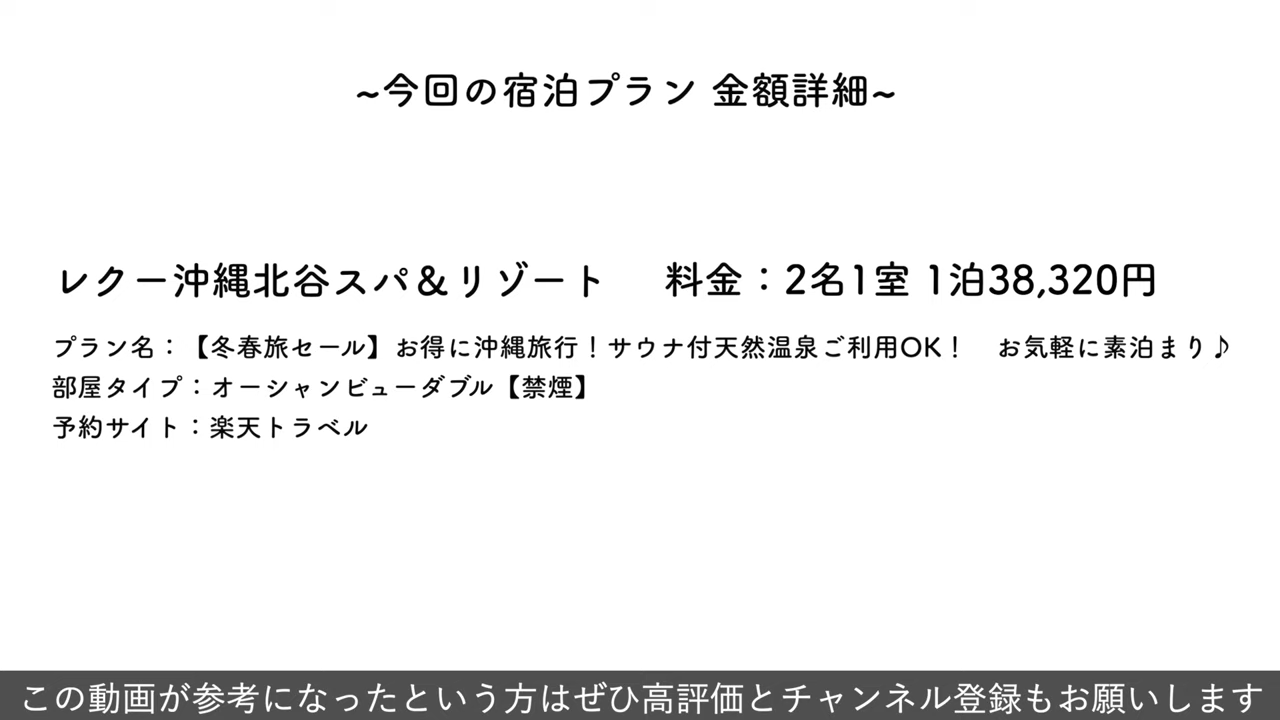 ~今回の宿泊プラン 金額詳細~
レクー沖縄北谷スパ&リゾート　料金：2名1室 1泊38,320円
プラン名：【冬春旅セール】お得に沖縄旅行！サウナ付天然温泉ご利用OK！　お気軽に素泊まり♪
部屋タイプ：オーシャンビューダブル【禁煙】
予約サイト：楽天トラベル
この動画が参考になったという方はぜひ高評価とチャンネル登録もお願いします